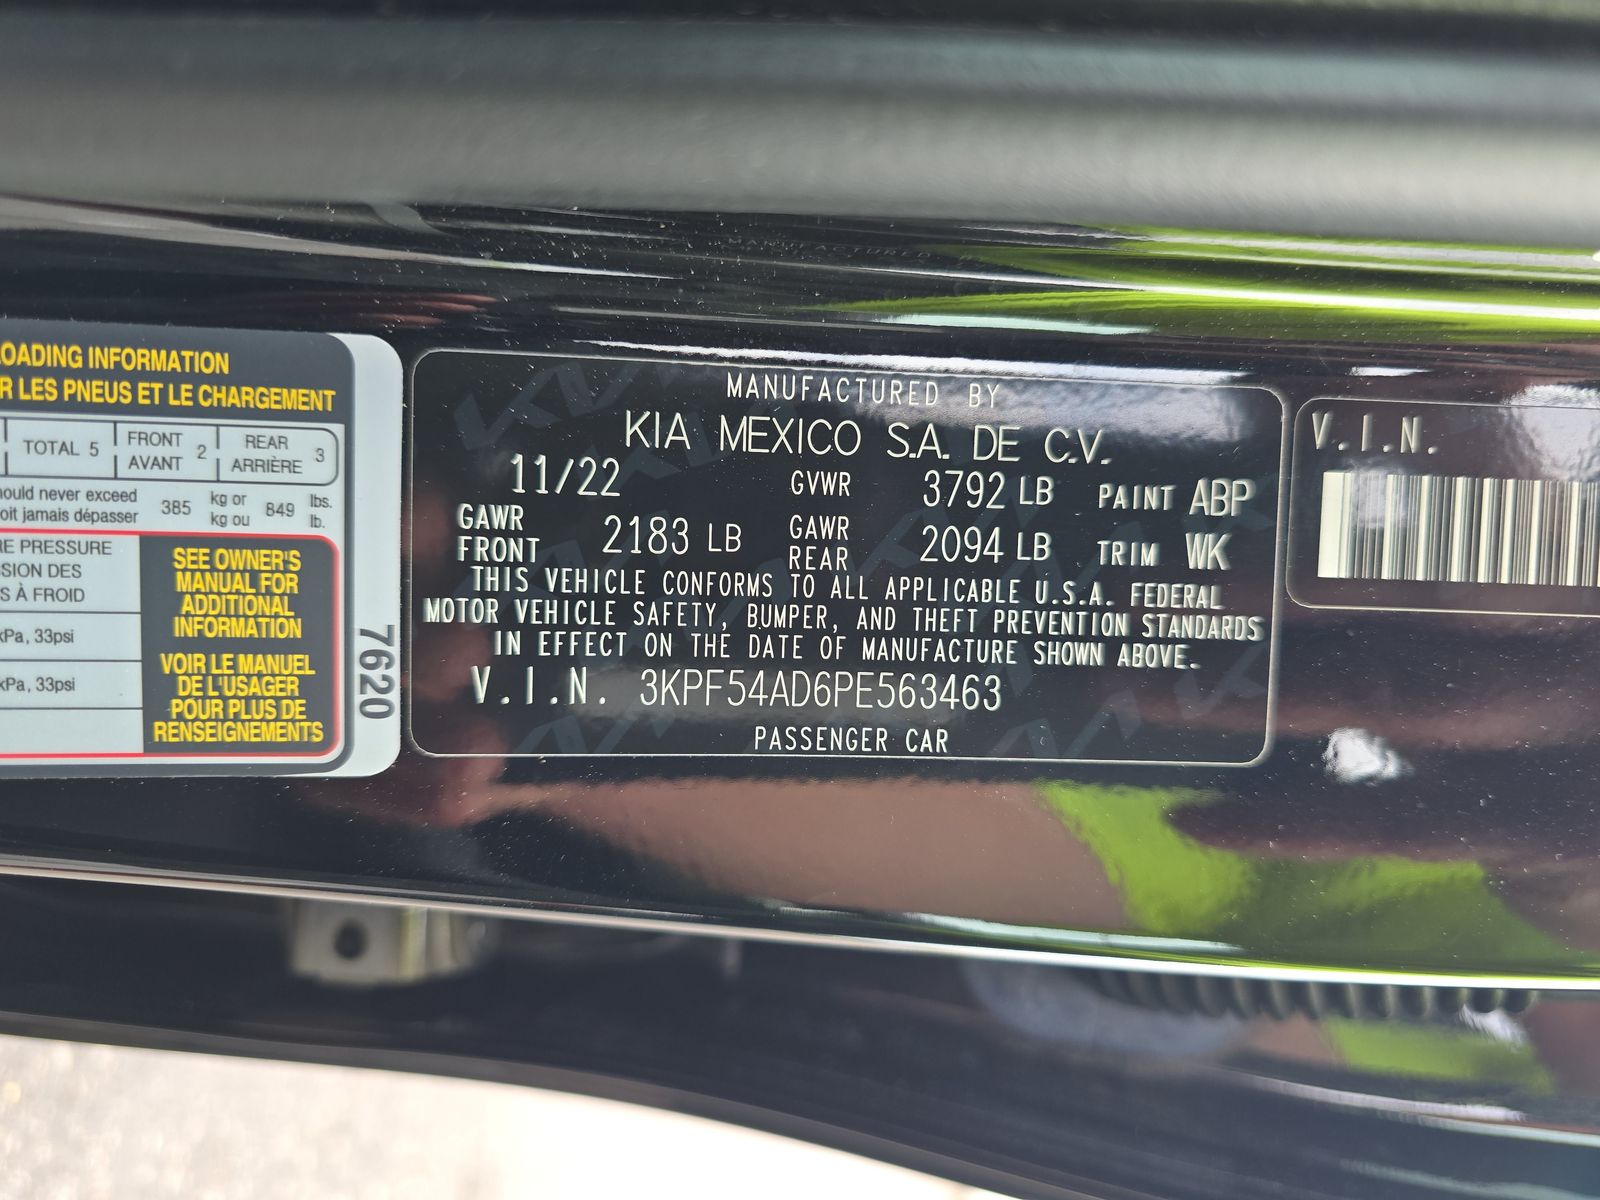 LOADING INFORMATION
R LES PNEUS ET LE CHARGEMENT
TOTAL 5
FRONT
AVANT
2
REAR
ARRIÈRE
3
ould never exceed
oit jamais dépasser
385
kg or
kg ou
849
lbs.
lb.
RE PRESSURE
SION DES
S À FROID
kPa, 33psi
kPa, 33psi
SEE OWNER'S
MANUAL FOR
ADDITIONAL
INFORMATION
VOIR LE MANUEL
DE L'USAGER
POUR PLUS DE
RENSEIGNEMENTS
7620
MANUFACTURED BY
KIA MEXICO S.A. DE C.V.
11/22 GVWR 3792 LB PAINT ABP
GAWR FRONT 2183 LB GAWR REAR 2094 LB TRIM WK
THIS VEHICLE CONFORMS TO ALL APPLICABLE U.S.A. FEDERAL
MOTOR VEHICLE SAFETY, BUMPER, AND THEFT PREVENTION STANDARDS
IN EFFECT ON THE DATE OF MANUFACTURE SHOWN ABOVE.
V.I.N. 3KPF54AD6PE563463
PASSENGER CAR
V.I.N.